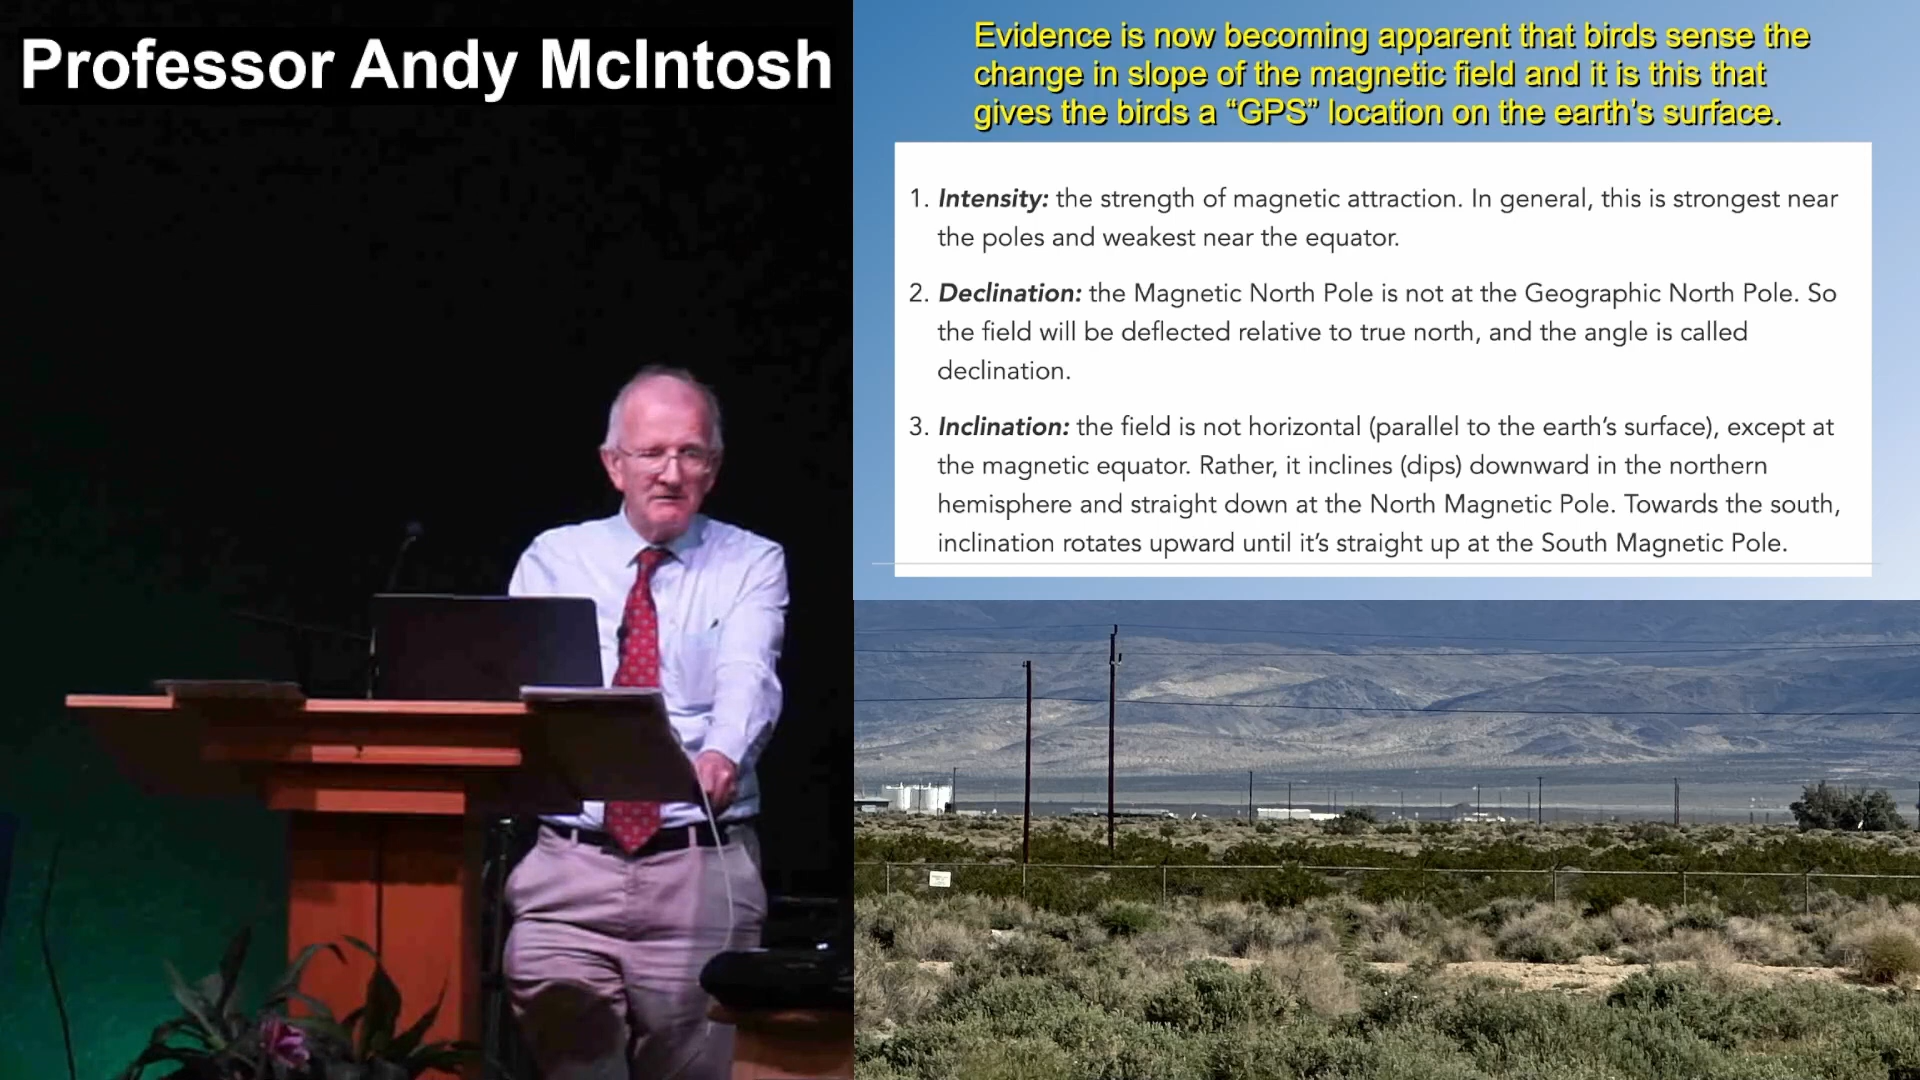 Professor Andy McIntosh
Evidence is now becoming apparent that birds sense the
change in slope of the magnetic field and it is this that
gives the birds a “GPS” location on the earth’s surface.
1. Intensity: the strength of magnetic attraction. In general, this is strongest near
the poles and weakest near the equator.
2. Declination: the Magnetic North Pole is not at the Geographic North Pole. So
the field will be deflected relative to true north, and the angle is called
declination.
3. Inclination: the field is not horizontal (parallel to the earth’s surface), except at
the magnetic equator. Rather, it inclines (dips) downward in the northern
hemisphere and straight down at the North Magnetic Pole. Towards the south,
inclination rotates upward until it’s straight up at the South Magnetic Pole.